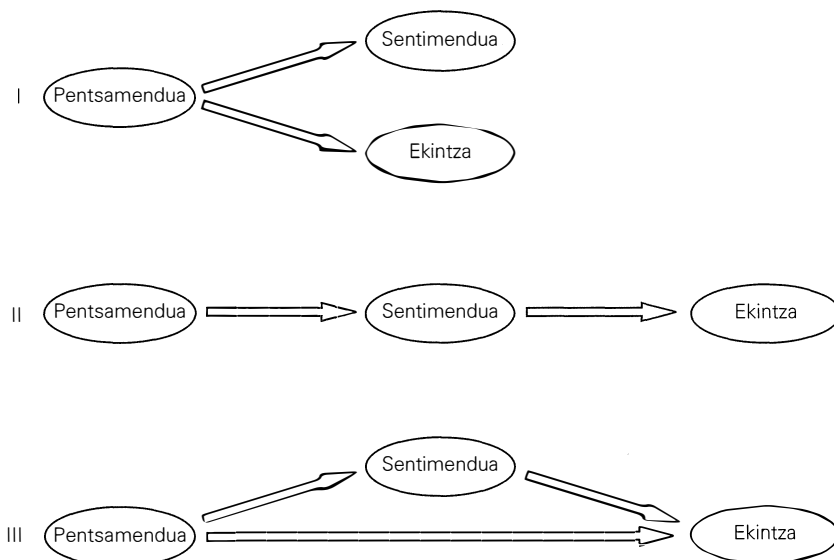 Sentimendua
I Pentsamendua
Ekintza
II Pentsamendua Sentimendua Ekintza
Sentimendua
III Pentsamendua Ekintza